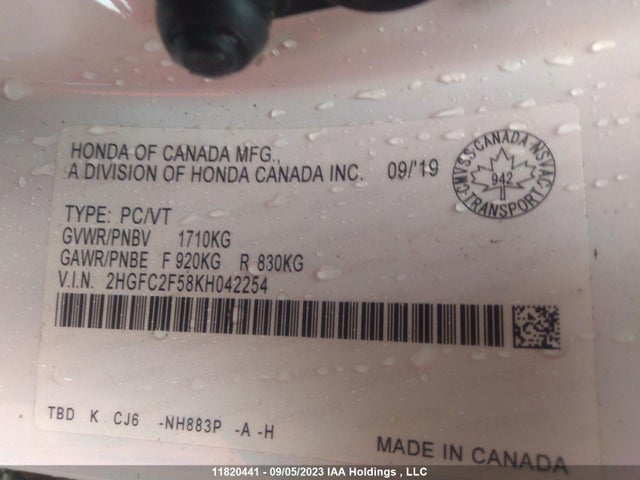 HONDA OF CANADA MFG.,
A DIVISION OF HONDA CANADA INC. 09/'19
CMVSS.CANADA.NSVAC
942
TRANSPORT
TYPE: PC/VT
GVWR/PNBV 1710KG
GAWR/PNBE F 920KG R 830KG
V.I.N. 2HGFC2F58KH042254
TBD K CJ6 -NH883P -A -H
MADE IN CANADA
11820441 - 09/05/2023 IAA Holdings , LLC